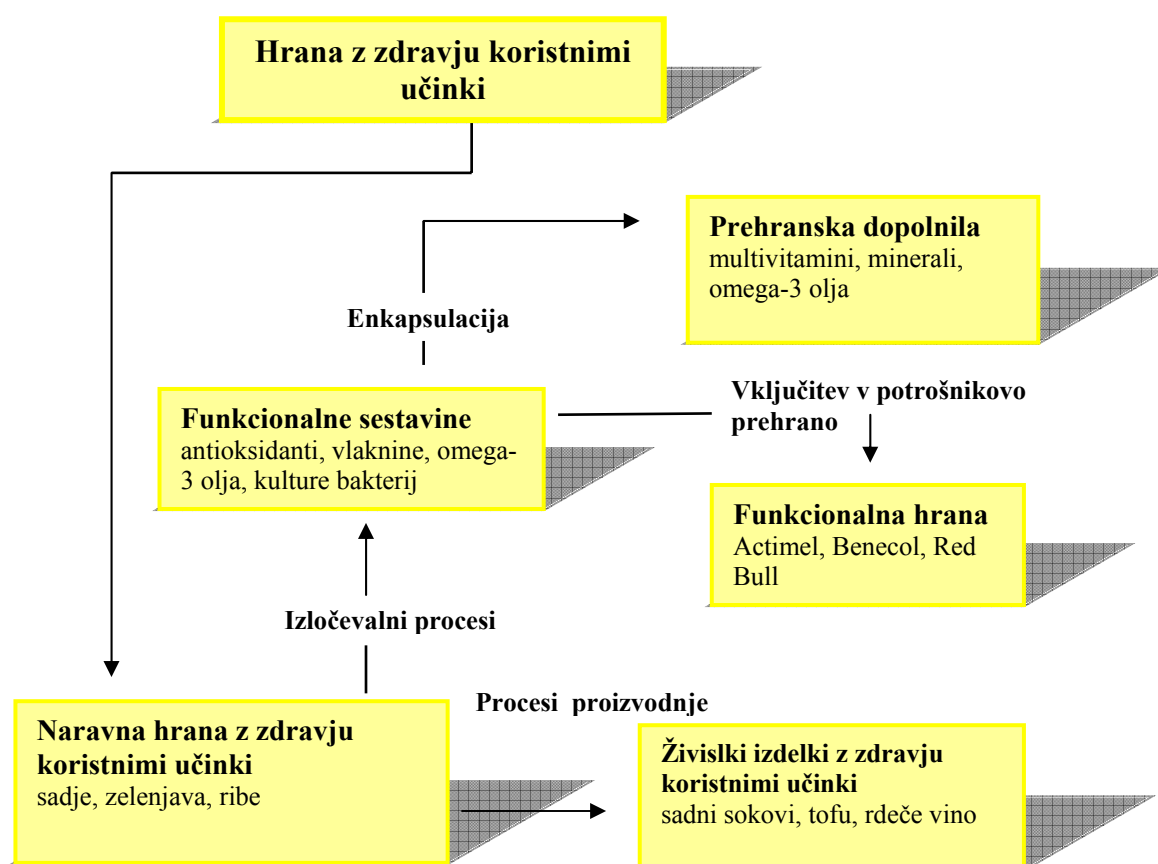 Hrana z zdravju koristnimi
učinki
Prehranska dopolnila
multivitamini, minerali,
omega-3 olja
Enkapsulacija
Vključitev v potrošnikovo
prehrano
Funkcionalne sestavine
antioksidanti, vlaknine, omega-
3 olja, kulture bakterij
Funkcionalna hrana
Actimel, Benecol, Red
Bull
Izločevalni procesi
Procesi proizvodnje
Naravna hrana z zdravju
koristnimi učinki
sadje, zelenjava, ribe
Živislki izdelki z zdravju
koristnimi učinki
sadni sokovi, tofu, rdeče vino